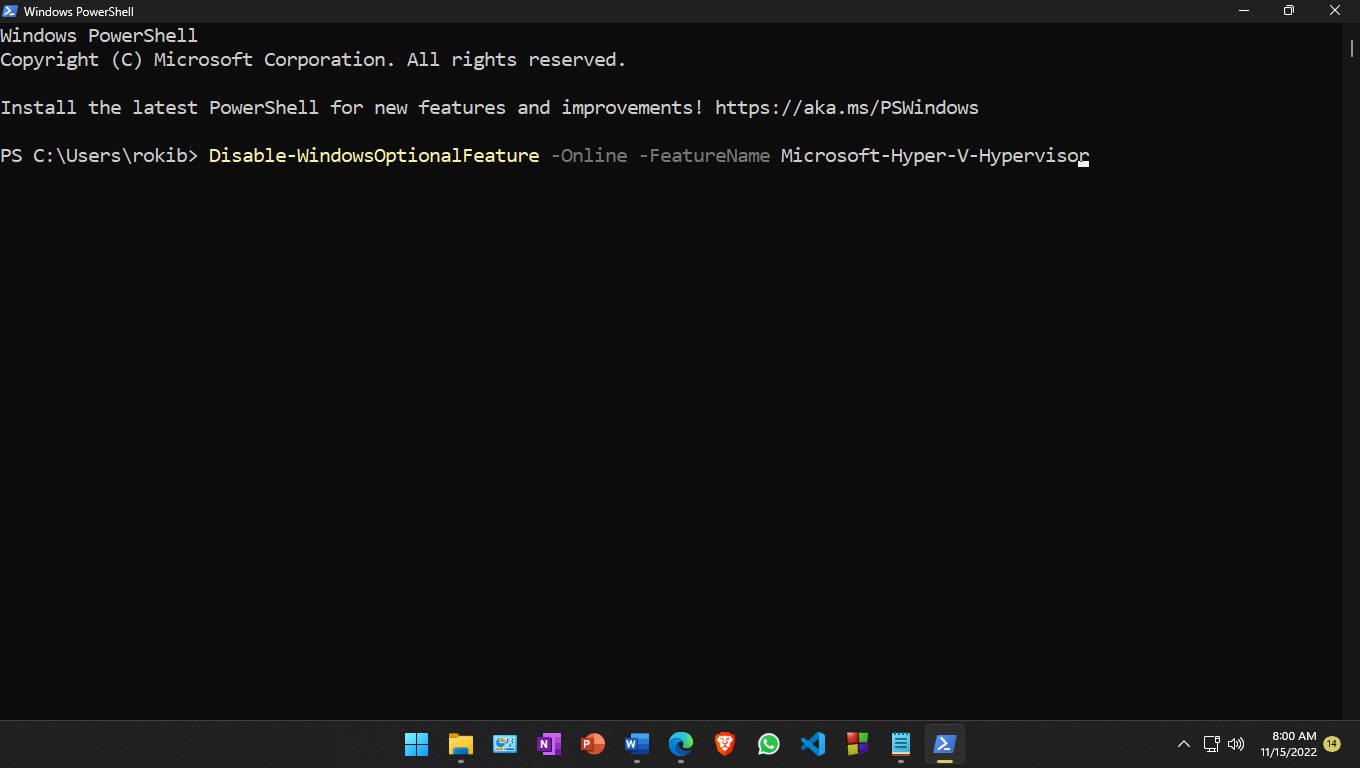 Windows PowerShell
Windows PowerShell
Copyright (C) Microsoft Corporation. All rights reserved.
Install the latest PowerShell for new features and improvements! https://aka.ms/PSWindows
PS C:\Users\rokib> Disable-WindowsOptionalFeature -Online -FeatureName Microsoft-Hyper-V-Hypervisor
N
P
W
8:00 AM
11/15/2022
14